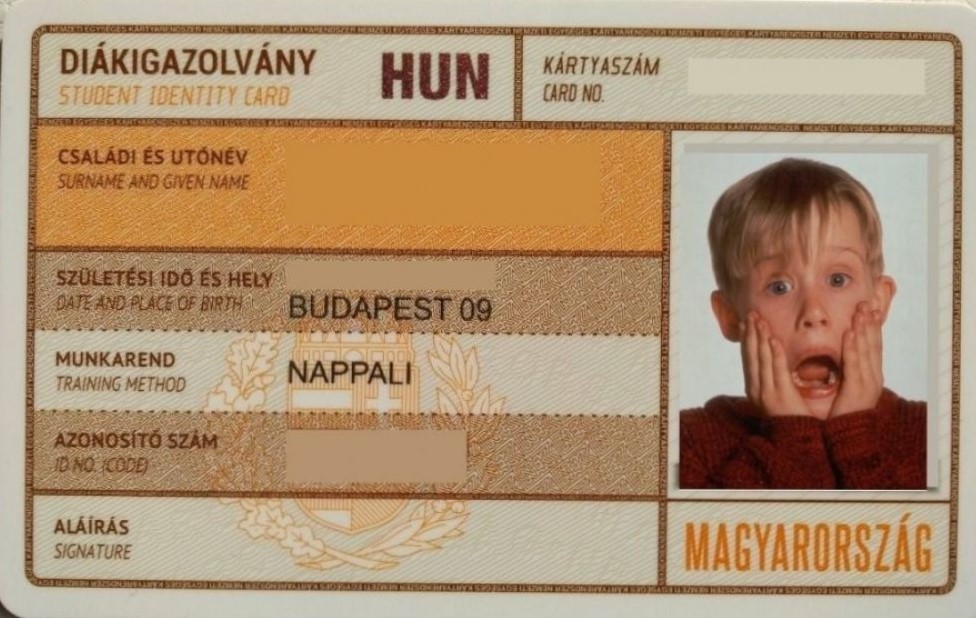 DIÁKIGAZOLVÁNY
STUDENT IDENTITY CARD
HUN
KÁRTYASZÁM
CARD NO.
CSALÁDI ÉS UTÓNÉV
SURNAME AND GIVEN NAME
SZÜLETÉSI IDŐ ÉS HELY
DATE AND PLACE OF BIRTH
BUDAPEST 09
MUNKAREND
TRAINING METHOD
NAPPALI
AZONOSÍTÓ SZÁM
ID NO. (CODE)
ALÁÍRÁS
SIGNATURE
MAGYARORSZÁG